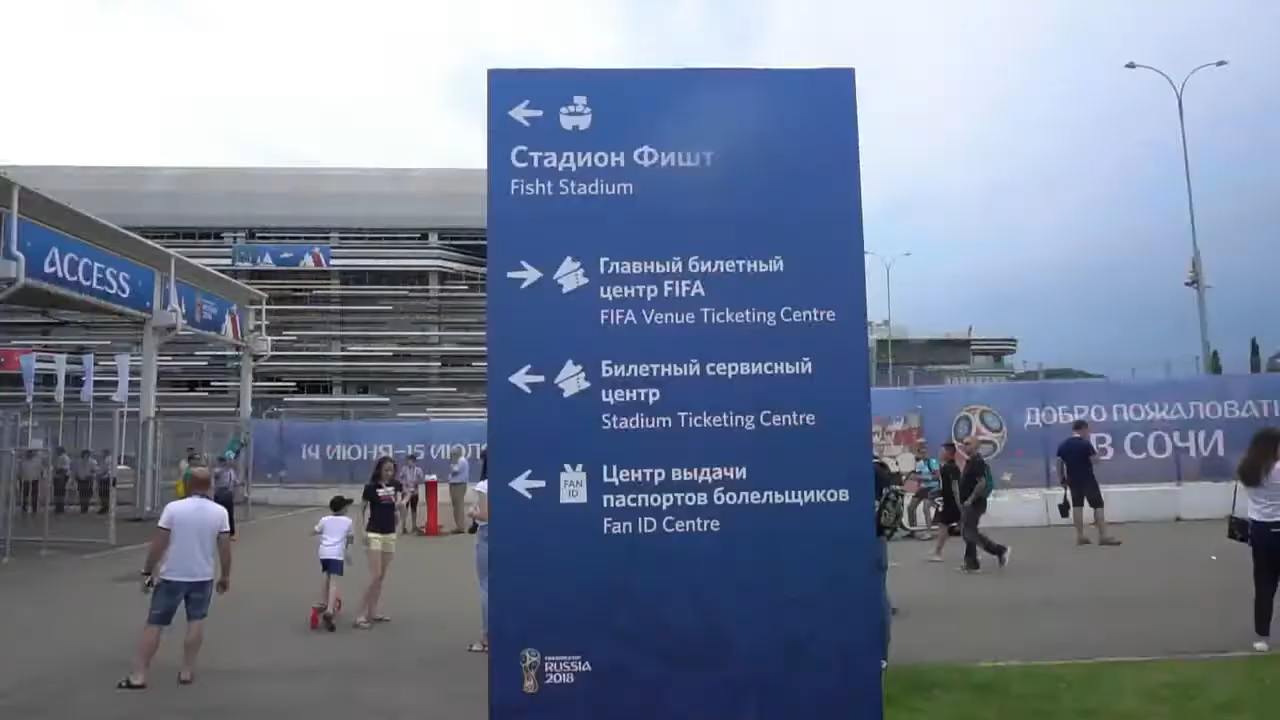 Стадион Фишт
Fisht Stadium
Главный билетный
центр FIFA
FIFA Venue Ticketing Centre
Билетный сервисный
центр
Stadium Ticketing Centre
FAN
ID
Центр выдачи
паспортов болельщиков
Fan ID Centre
RUSSIA
2018
ACCESS
14 ИЮНЯ–15 ИЮЛ
ДОБРО ПОЖАЛОВАТЬ
В СОЧИ